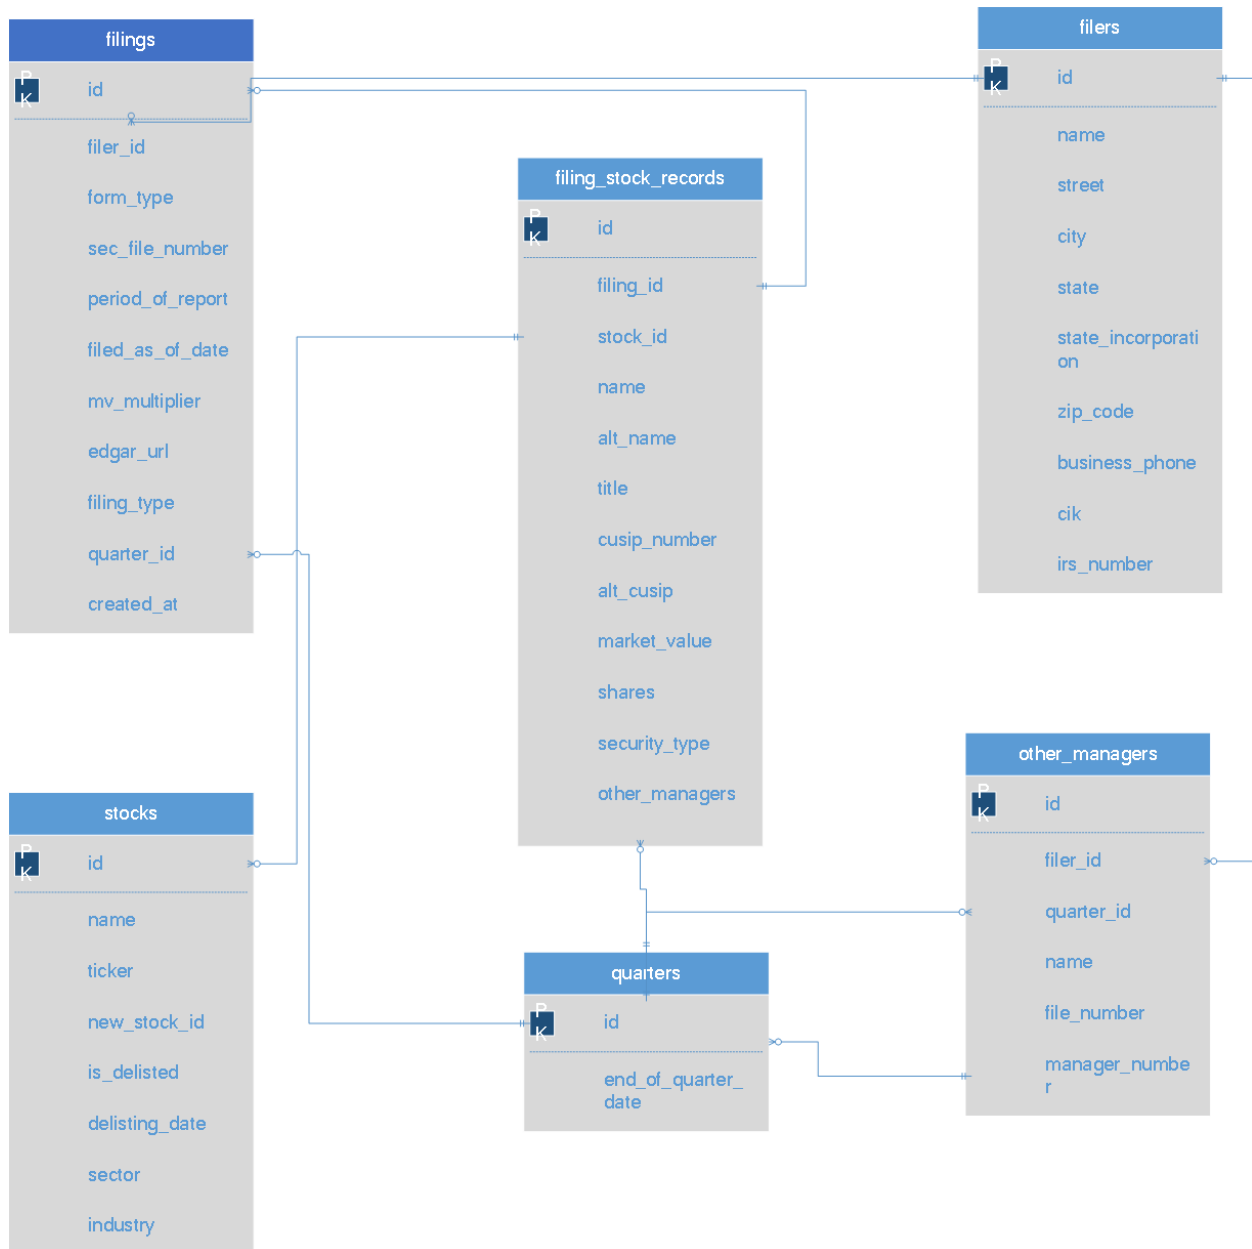 filings
P
K
id
filer_id
form_type
sec_file_number
period_of_report
filed_as_of_date
mv_multiplier
edgar_url
filing_type
quarter_id
created_at
filing_stock_records
P
K
id
filing_id
stock_id
name
alt_name
title
cusip_number
alt_cusip
market_value
shares
security_type
other_managers
filers
P
K
id
name
street
city
state
state_incorporati
on
zip_code
business_phone
cik
irs_number
stocks
P
K
id
name
ticker
new_stock_id
is_delisted
delisting_date
sector
industry
quarters
P
K
id
end_of_quarter_
date
other_managers
P
K
id
filer_id
quarter_id
name
file_number
manager_numbe
r